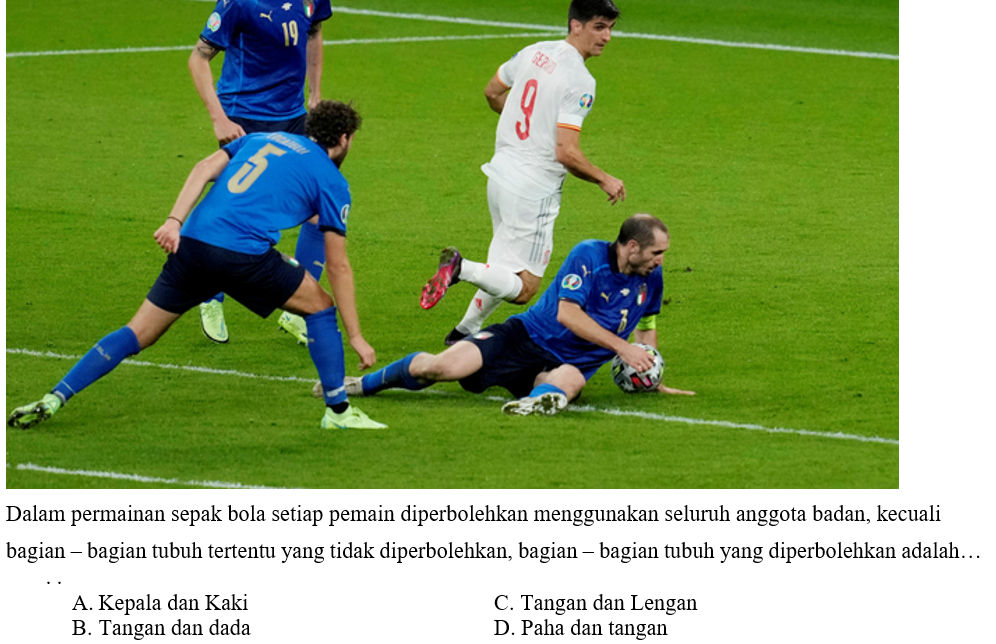 19
9
5
Dalam permainan sepak bola setiap pemain diperbolehkan menggunakan seluruh anggota badan, kecuali
bagian – bagian tubuh tertentu yang tidak diperbolehkan, bagian – bagian tubuh yang diperbolehkan adalah…
. .
A. Kepala dan Kaki
C. Tangan dan Lengan
B. Tangan dan dada
D. Paha dan tangan